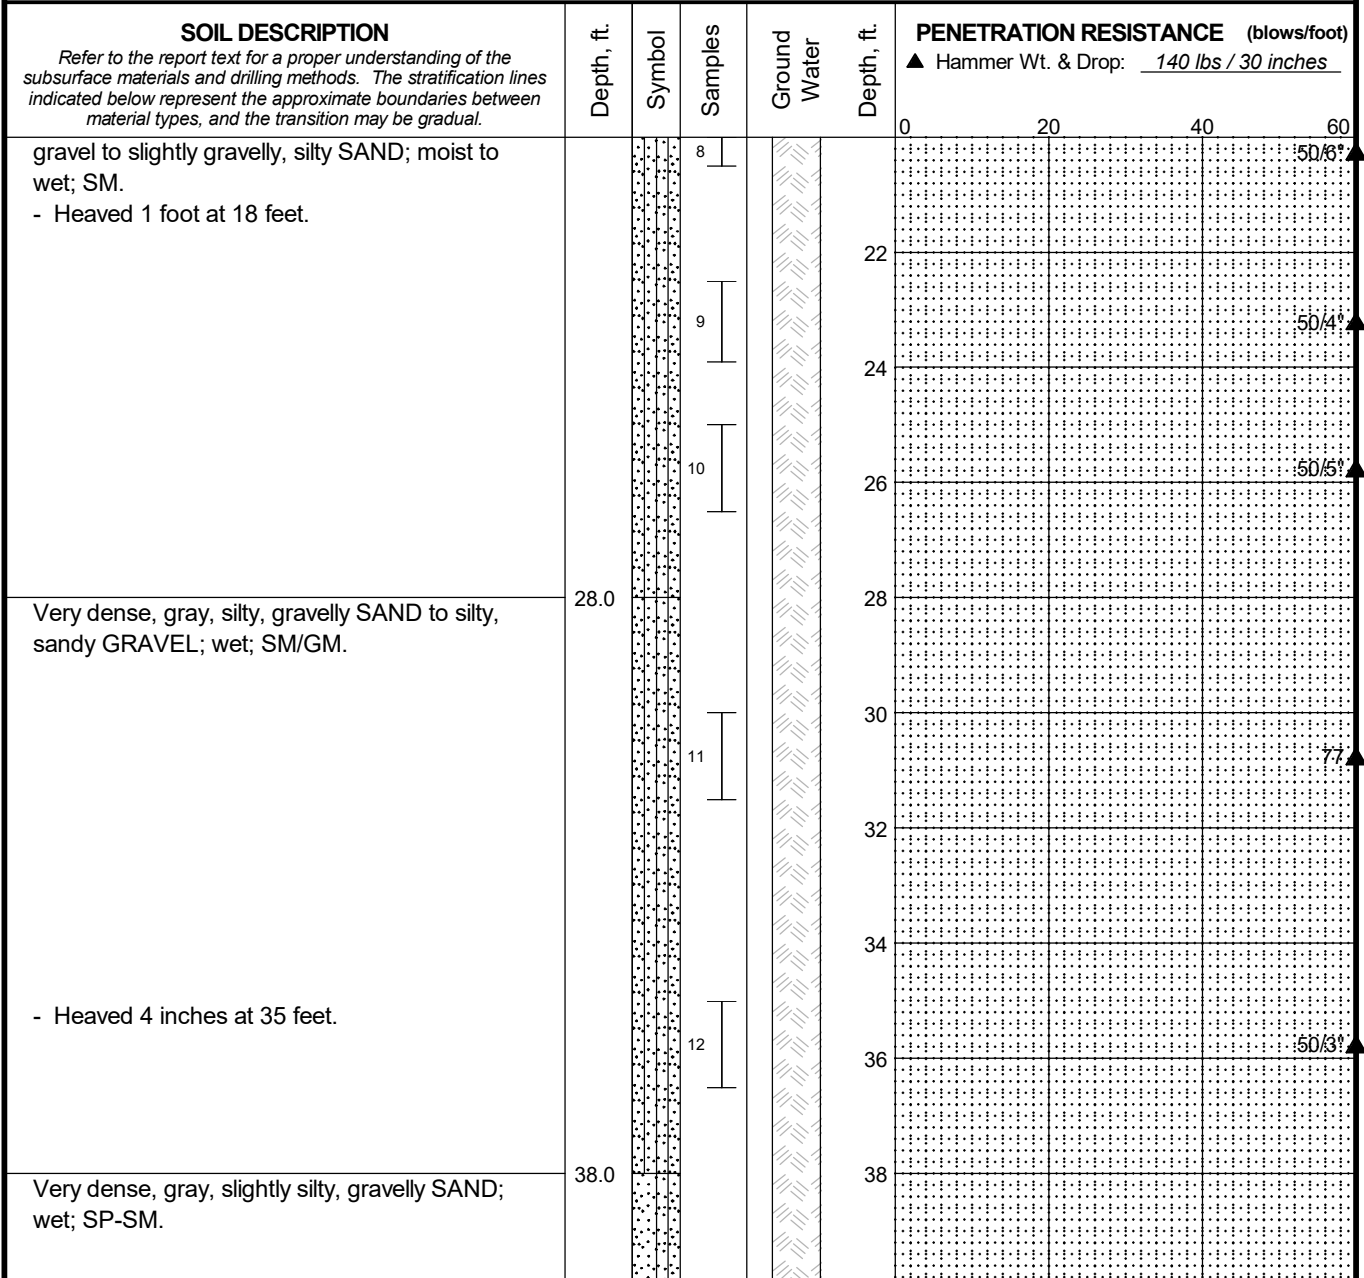 SOIL DESCRIPTION
Refer to the report text for a proper understanding of the
subsurface materials and drilling methods. The stratification lines
indicated below represent the approximate boundaries between
material types, and the transition may be gradual.
Depth, ft.
Symbol
Samples
Ground
Water
Depth, ft.
PENETRATION RESISTANCE (blows/foot)
▲ Hammer Wt. & Drop: 140 lbs / 30 inches
0 20 40 60
gravel to slightly gravelly, silty SAND; moist to
wet; SM.
- Heaved 1 foot at 18 feet.
8
50/6"
22
9
50/4"
24
10
50/5"
26
28.0
28
Very dense, gray, silty, gravelly SAND to silty,
sandy GRAVEL; wet; SM/GM.
30
11
77
32
34
- Heaved 4 inches at 35 feet.
12
50/3"
36
38.0
38
Very dense, gray, slightly silty, gravelly SAND;
wet; SP-SM.